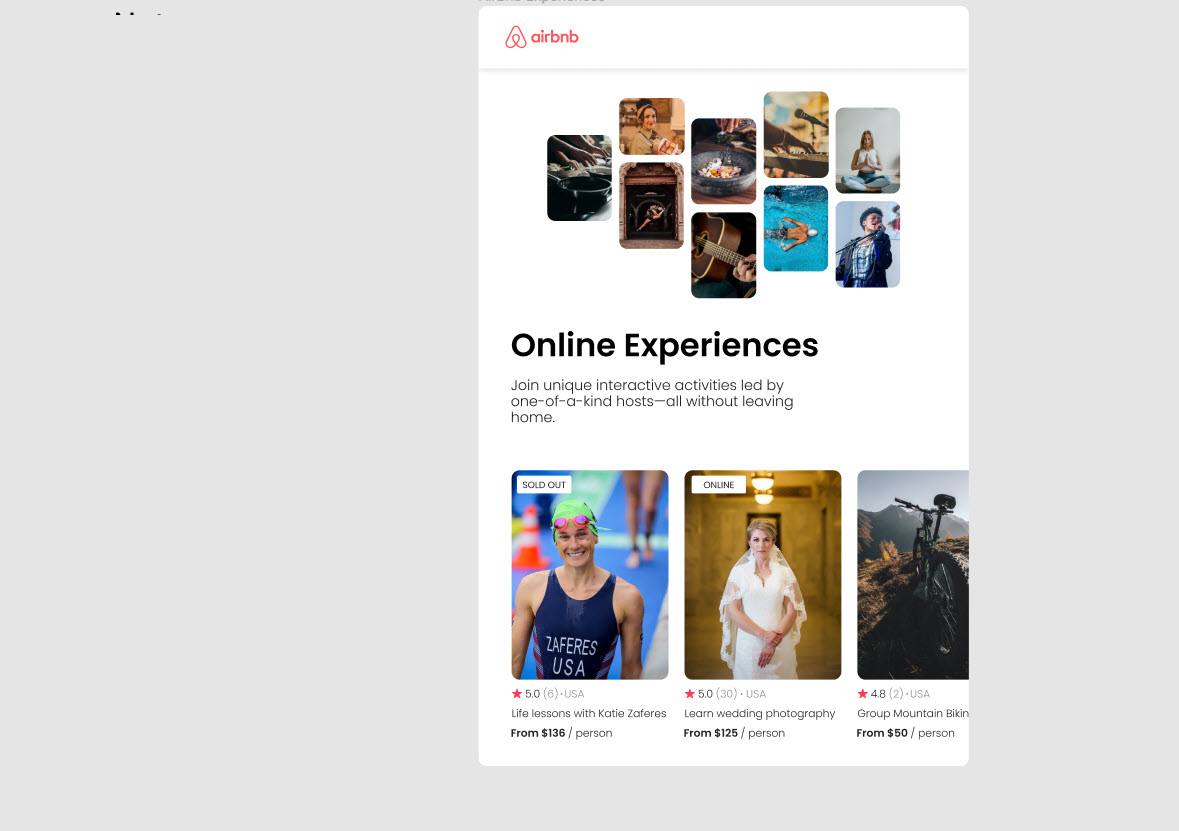 airbnb
Online Experiences
Join unique interactive activities led by
one-of-a-kind hosts—all without leaving
home.
SOLD OUT
ONLINE
ZAFERES
USA
5.0 (6) · USA
5.0 (30) · USA
4.8 (2) · USA
Life lessons with Katie Zaferes
Learn wedding photography
Group Mountain Bikin
From $136 / person
From $125 / person
From $50 / person